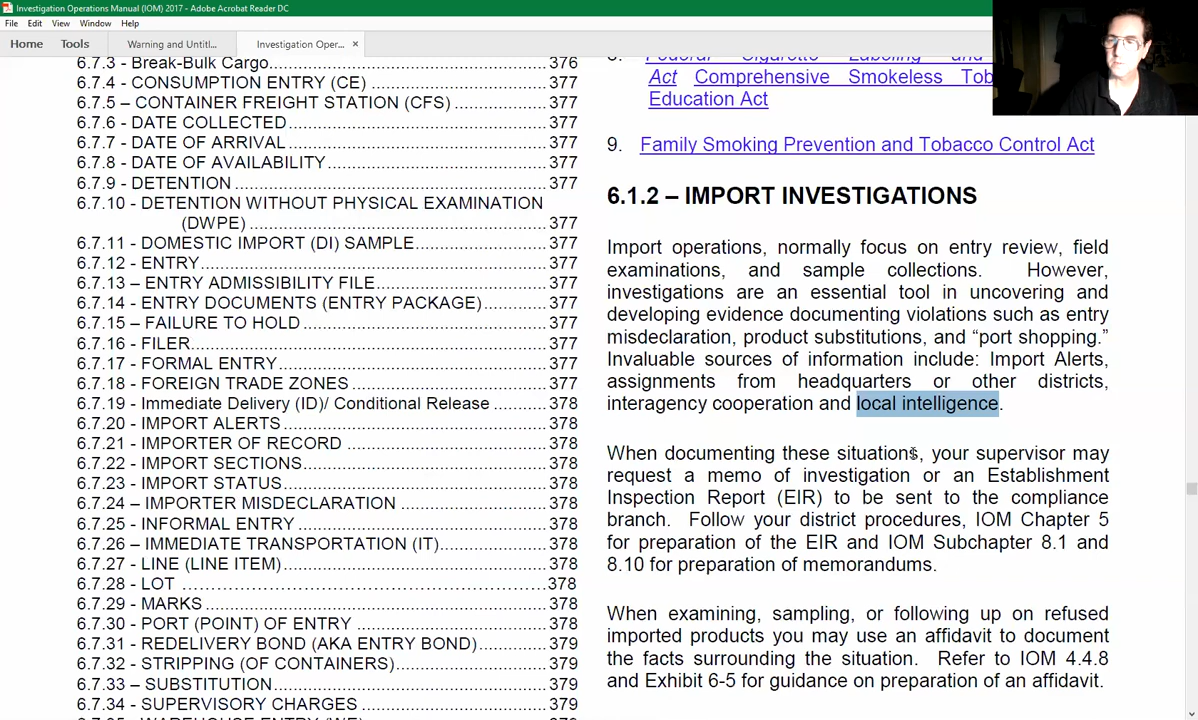 Investigation Operations Manual (IOM) 2017 - Adobe Acrobat Reader DC
File Edit View Window Help
Home Tools Warning and Untitl... Investigation Oper... ×
6.7.3 - Break-Bulk Cargo 376
6.7.4 - CONSUMPTION ENTRY (CE) 377
6.7.5 – CONTAINER FREIGHT STATION (CFS) 377
6.7.6 - DATE COLLECTED 377
6.7.7 - DATE OF ARRIVAL 377
6.7.8 - DATE OF AVAILABILITY 377
6.7.9 - DETENTION 377
6.7.10 - DETENTION WITHOUT PHYSICAL EXAMINATION
(DWPE) 377
6.7.11 - DOMESTIC IMPORT (DI) SAMPLE 377
6.7.12 - ENTRY 377
6.7.13 – ENTRY ADMISSIBILITY FILE 377
6.7.14 - ENTRY DOCUMENTS (ENTRY PACKAGE) 377
6.7.15 – FAILURE TO HOLD 377
6.7.16 - FILER 377
6.7.17 - FORMAL ENTRY 377
6.7.18 - FOREIGN TRADE ZONES 377
6.7.19 - Immediate Delivery (ID)/ Conditional Release 378
6.7.20 - IMPORT ALERTS 378
6.7.21 - IMPORTER OF RECORD 378
6.7.22 - IMPORT SECTIONS 378
6.7.23 - IMPORT STATUS 378
6.7.24 – IMPORTER MISDECLARATION 378
6.7.25 - INFORMAL ENTRY 378
6.7.26 – IMMEDIATE TRANSPORTATION (IT) 378
6.7.27 - LINE (LINE ITEM) 378
6.7.28 - LOT 378
6.7.29 - MARKS 378
6.7.30 - PORT (POINT) OF ENTRY 378
6.7.31 - REDELIVERY BOND (AKA ENTRY BOND) 379
6.7.32 - STRIPPING (OF CONTAINERS) 379
6.7.33 – SUBSTITUTION 379
6.7.34 - SUPERVISORY CHARGES 379
Federal Cigarette Labeling and
Act Comprehensive Smokeless Tob
Education Act
9. Family Smoking Prevention and Tobacco Control Act
6.1.2 – IMPORT INVESTIGATIONS
Import operations, normally focus on entry review, field
examinations, and sample collections. However,
investigations are an essential tool in uncovering and
developing evidence documenting violations such as entry
misdeclaration, product substitutions, and “port shopping.”
Invaluable sources of information include: Import Alerts,
assignments from headquarters or other districts,
interagency cooperation and local intelligence.
When documenting these situations, your supervisor may
request a memo of investigation or an Establishment
Inspection Report (EIR) to be sent to the compliance
branch. Follow your district procedures, IOM Chapter 5
for preparation of the EIR and IOM Subchapter 8.1 and
8.10 for preparation of memorandums.
When examining, sampling, or following up on refused
imported products you may use an affidavit to document
the facts surrounding the situation. Refer to IOM 4.4.8
and Exhibit 6-5 for guidance on preparation of an affidavit.